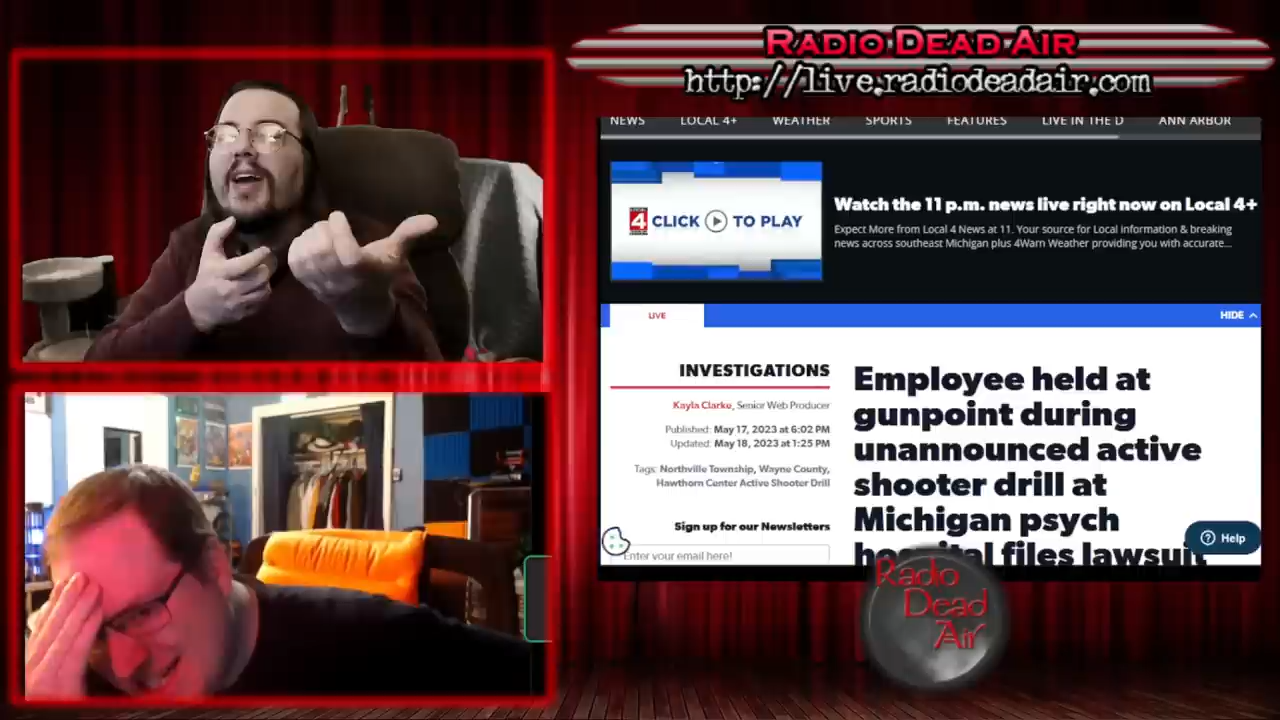 Radio Dead Air
http://live.radiodeadair.com
NEWS LOCAL 4+ WEATHER SPORTS FEATURES LIVE IN THE D ANN ARBOR
4 CLICK TO PLAY
Watch the 11 p.m. news live right now on Local 4+
Expect More from Local 4 News at 11. Your source for Local information & breaking
news across southeast Michigan plus 4Warn Weather providing you with accurate...
LIVE
HIDE
INVESTIGATIONS
Kayla Clarke, Senior Web Producer
Published: May 17, 2023 at 6:02 PM
Updated: May 18, 2023 at 1:25 PM
Tags: Northville Township, Wayne County,
Hawthorn Center Active Shooter Drill
Sign up for our Newsletters
Enter your email here!
Employee held at
gunpoint during
unannounced active
shooter drill at
Michigan psych
hospital files lawsuit
Help
Radio
Dead
Air